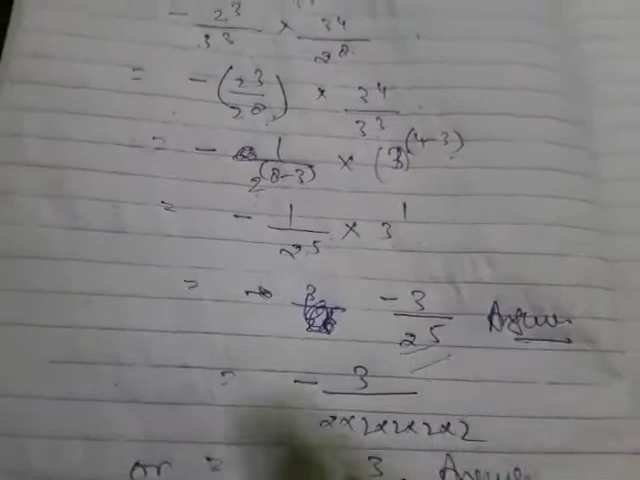 - 2³/3³ × 3⁴/2⁸
= - (2³/2⁸) × 3⁴/3³
= - 1/2^(8-3) × (3)^(4-3)
= - 1/2⁵ × 3¹
= -3/2⁵ Answer
= - 3/2×2×2×2×2
or = 3 Answer